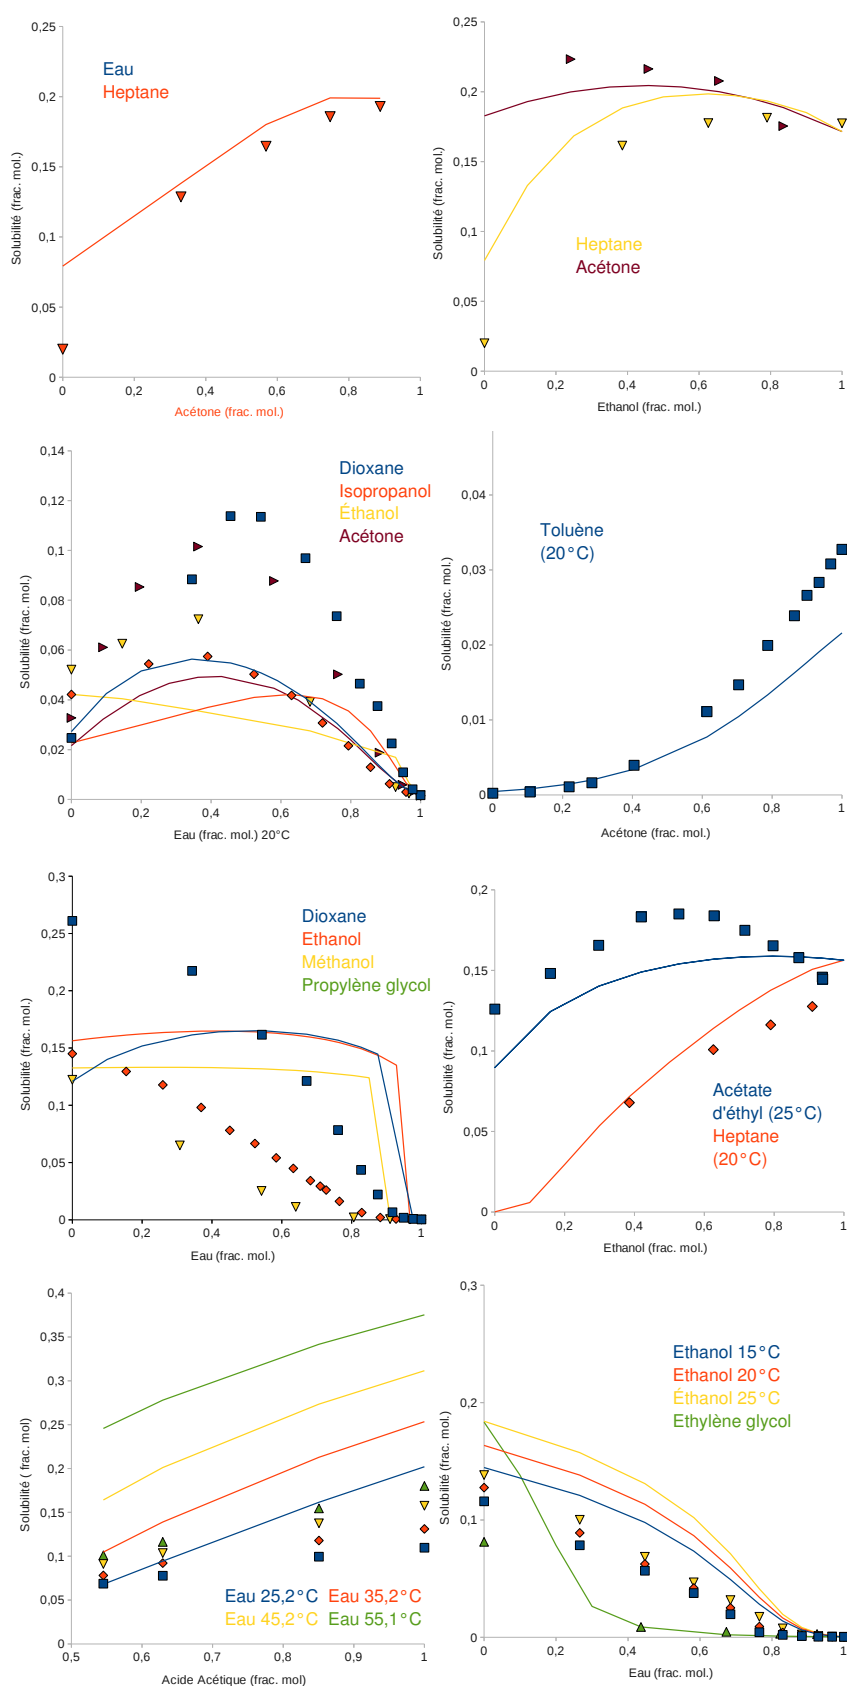 0,25
0,2
0,15
0,1
0,05
0
Solubilité (frac. mol.)
Eau
Heptane
0 0,2 0,4 0,6 0,8 1
Acétone (frac. mol.)
0,25
0,2
0,15
0,1
0,05
0
Solubilité (frac. mol.)
Heptane
Acétone
0 0,2 0,4 0,6 0,8 1
Ethanol (frac. mol.)
0,14
0,12
0,1
0,08
0,06
0,04
0,02
0
Solubilité (frac. mol.)
Dioxane
Isopropanol
Éthanol
Acétone
0 0,2 0,4 0,6 0,8 1
Eau (frac. mol.) 20°C
0,04
0,02
0,01
0
Solubilité (frac. mol.)
Toluène
(20°C)
0 0,2 0,4 0,6 0,8 1
Acétone (frac. mol.)
0,3
0,25
0,2
0,15
0,1
0,05
0
Solubilité (frac. mol.)
Dioxane
Ethanol
Méthanol
Propylène glycol
0 0,2 0,4 0,6 0,8 1
Eau (frac. mol.)
0,2
0,15
0,1
0,05
0
Solubilité (frac. mol.)
Acétate
d'éthyl (25°C)
Heptane
(20°C)
0 0,2 0,4 0,6 0,8 1
Ethanol (frac. mol.)
0,4
0,35
0,3
0,25
0,2
0,15
0,1
0,05
0
Solubilité ( frac. mol)
Eau 25,2°C Eau 35,2°C
Eau 45,2°C Eau 55,1°C
0,5 0,6 0,7 0,8 0,9 1
Acide Acétique (frac. mol)
0,3
0,2
0,1
0
Solubilité (frac. mol.)
Ethanol 15°C
Ethanol 20°C
Éthanol 25°C
Ethylène glycol
0 0,2 0,4 0,6 0,8 1
Eau (frac. mol.)